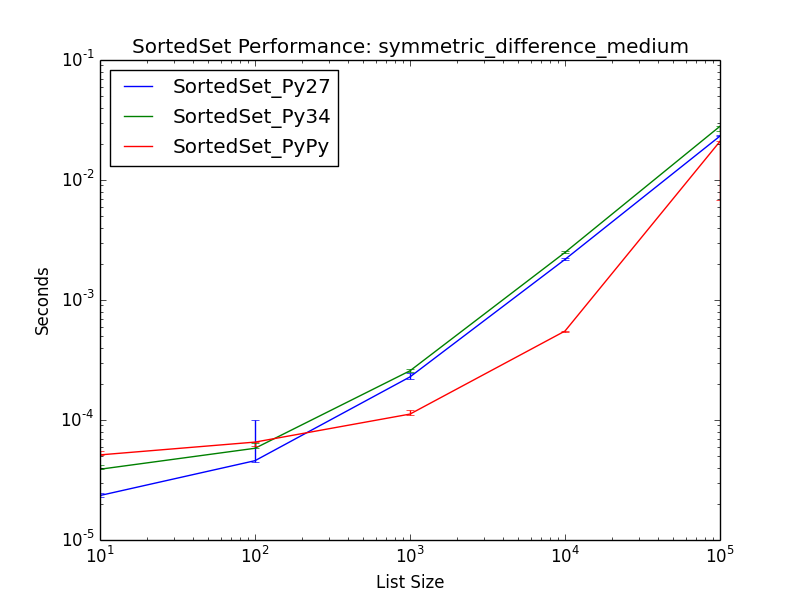 SortedSet Performance: symmetric_difference_medium
SortedSet_Py27
SortedSet_Py34
SortedSet_PyPy
10^-1
10^-2
10^-3
10^-4
10^-5
Seconds
10^1 10^2 10^3 10^4 10^5
List Size